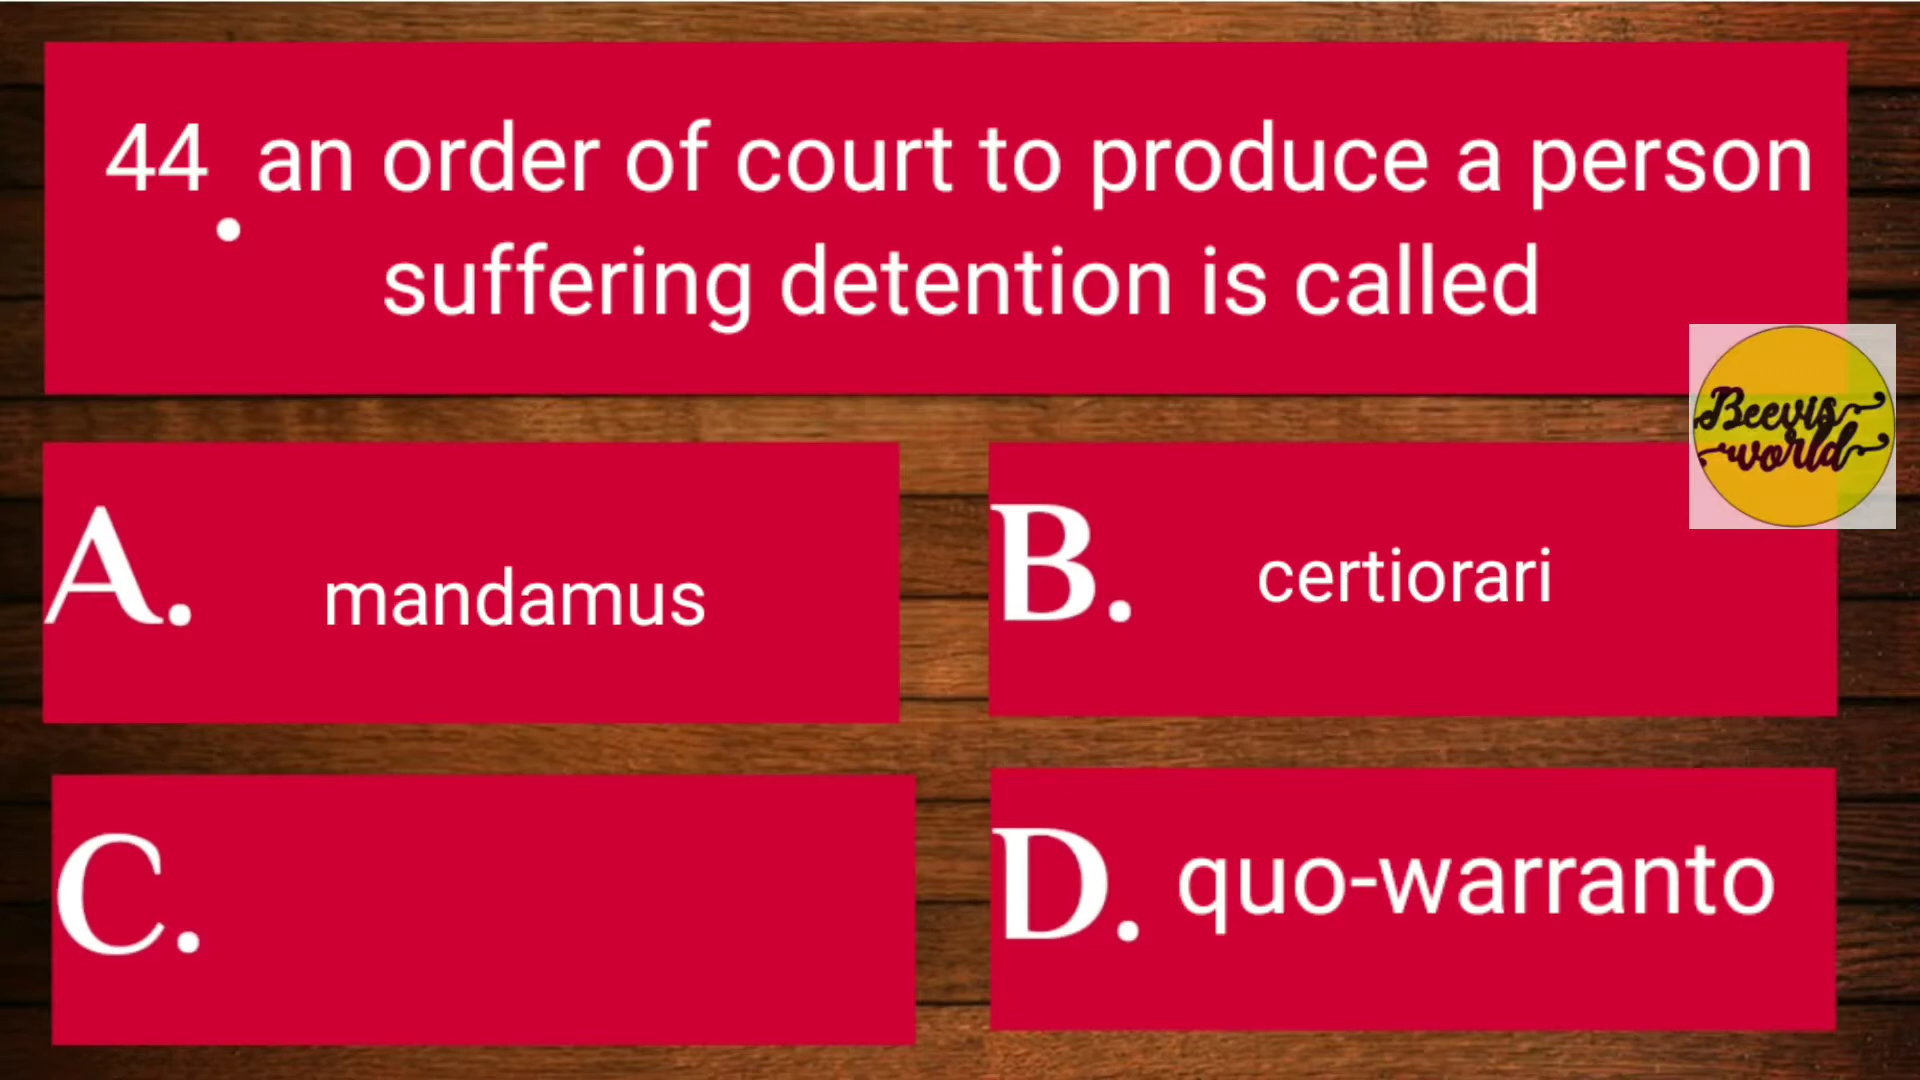 44. an order of court to produce a person
suffering detention is called
Beevis
world
A. mandamus
B. certiorari
C.
D. quo-warranto